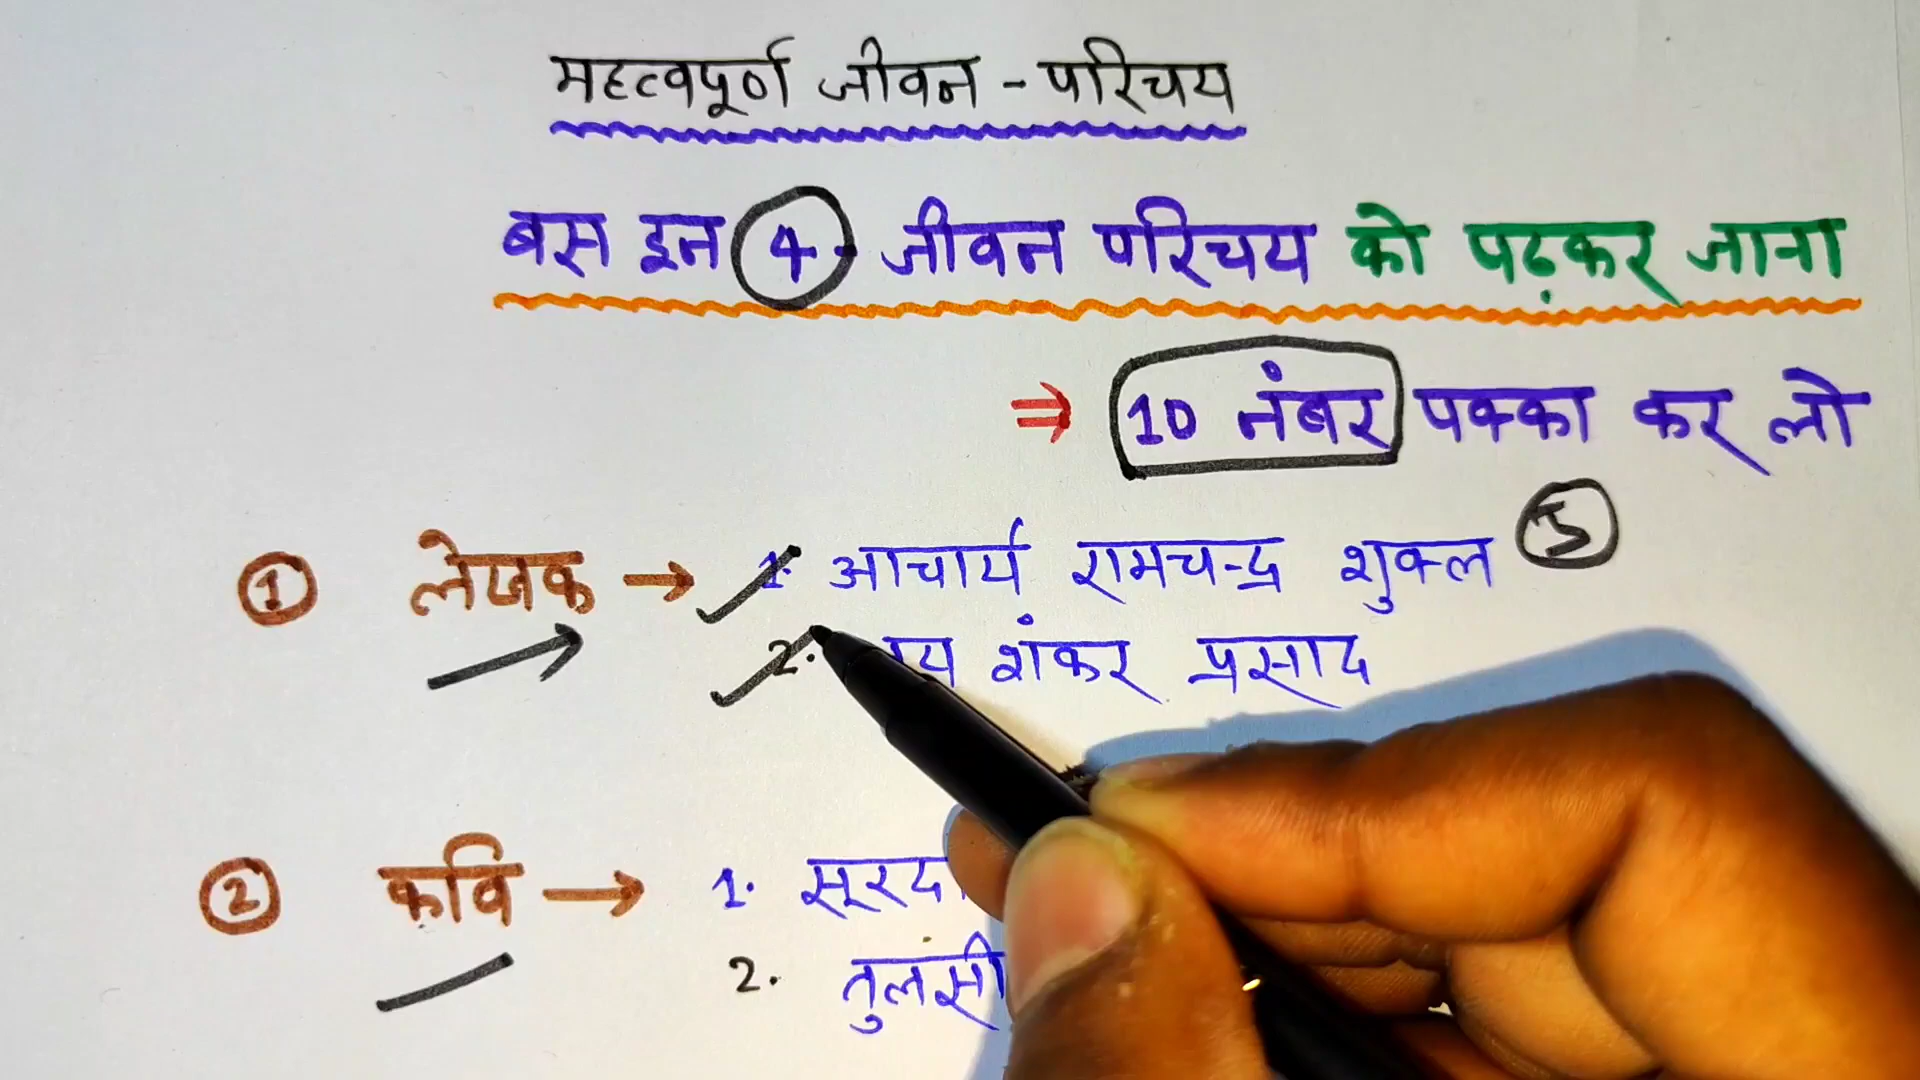 महत्वपूर्ण जीवन - परिचय
बस इन 4 जीवन परिचय को पढ़कर जाना
⇒ 10 नंबर पक्का कर लो
① लेखक → 1. आचार्य रामचन्द्र शुक्ल ⑤
2. शंकर प्रसाद
② कवि → 1.
2.